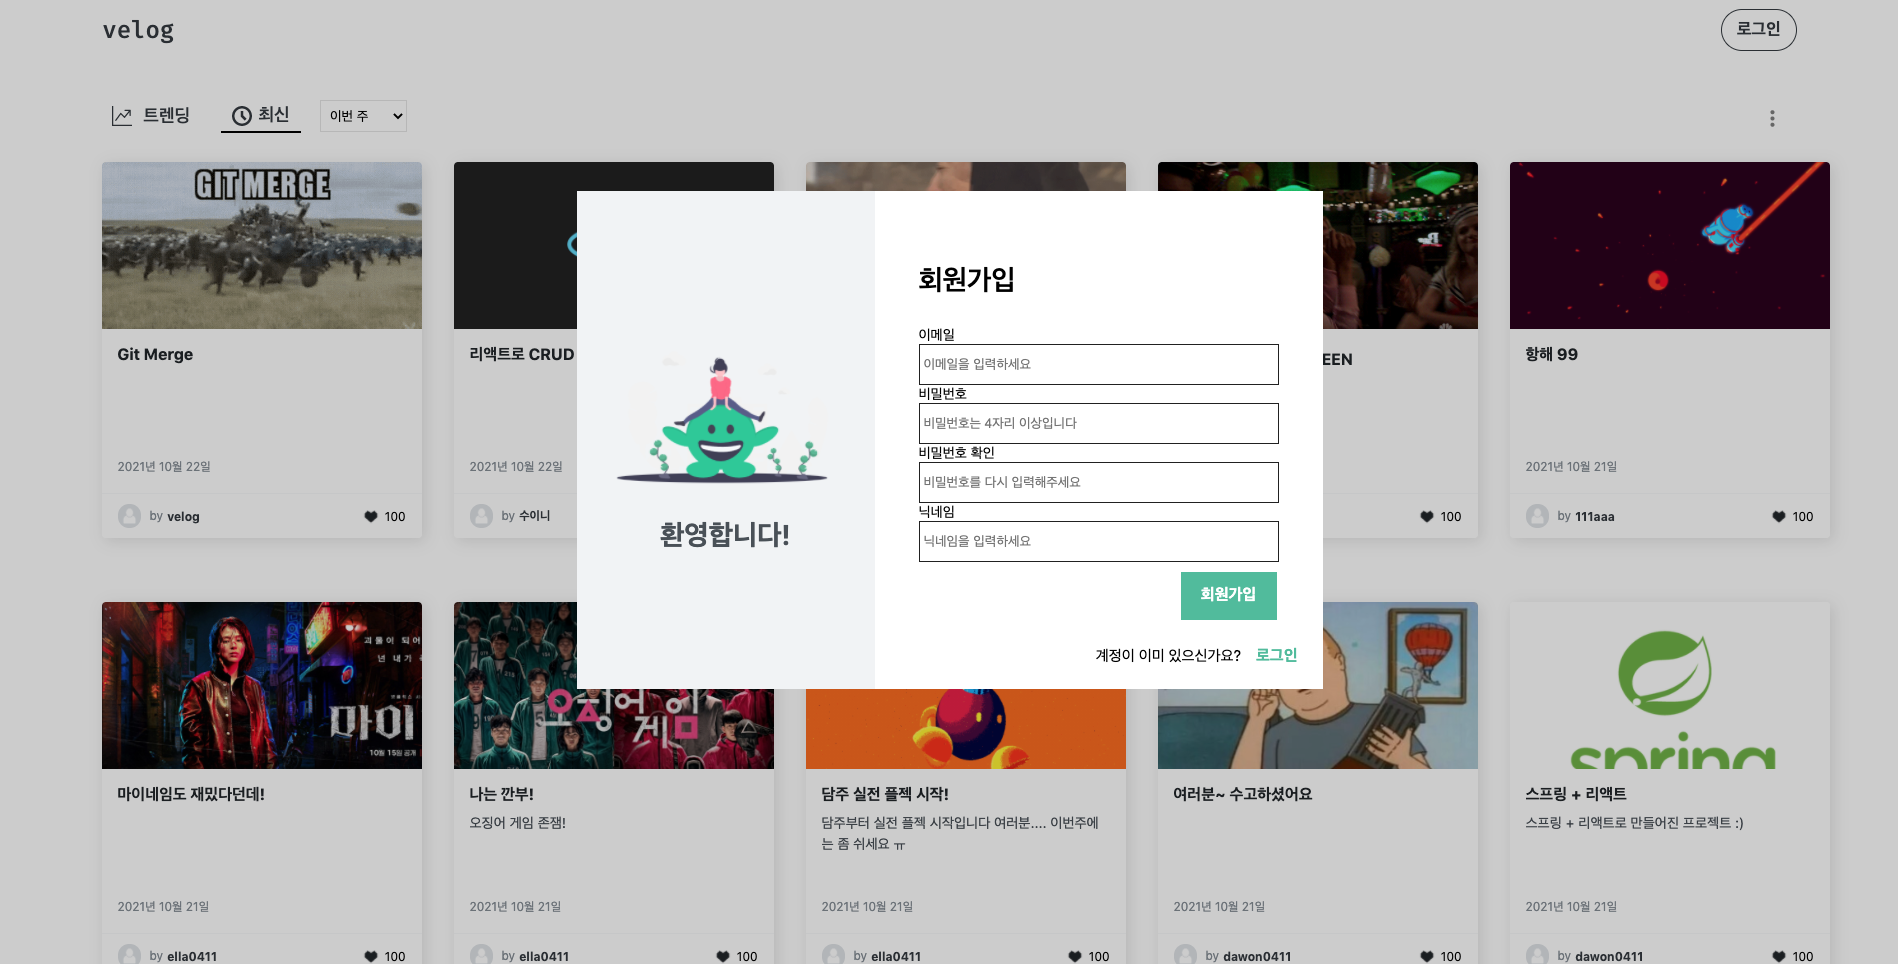 velog
로그인
트렌딩
최신
이번 주
GIT MERGE
Git Merge
2021년 10월 22일
by velog
100
리액트로 CRUD
2021년 10월 22일
by 수이니
EEN
100
항해 99
2021년 10월 21일
by 111aaa
100
환영합니다!
회원가입
이메일
이메일을 입력하세요
비밀번호
비밀번호는 4자리 이상입니다
비밀번호 확인
비밀번호를 다시 입력해주세요
닉네임
닉네임을 입력하세요
회원가입
계정이 이미 있으신가요? 로그인
괴물이 되어
년 내가
마이
10월 15일 공개
마이네임도 재밌다던데!
2021년 10월 21일
by ella0411
100
오징어 게임
나는 깐부!
오징어 게임 존잼!
2021년 10월 21일
by ella0411
100
담주 실전 플젝 시작!
담주부터 실전 플젝 시작입니다 여러분.... 이번주에
는 좀 쉬세요 ㅠ
2021년 10월 21일
by ella0411
100
여러분~ 수고하셨어요
2021년 10월 21일
by dawon0411
100
spring
스프링 + 리액트
스프링 + 리액트로 만들어진 프로젝트 :)
2021년 10월 21일
by dawon0411
100